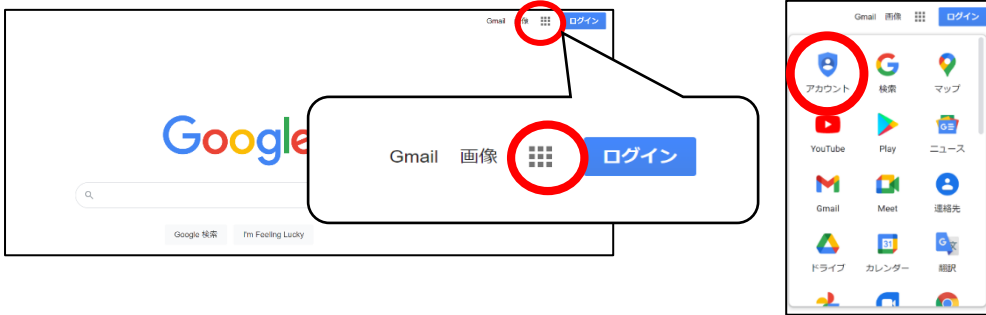 Gmail 画像 ログイン
Google
Google 検索 I'm Feeling Lucky
Gmail 画像 ログイン
Gmail 画像 ログイン
アカウント 検索 マップ
YouTube Play ニュース
Gmail Meet 連絡先
31
ドライブ カレンダー 翻訳